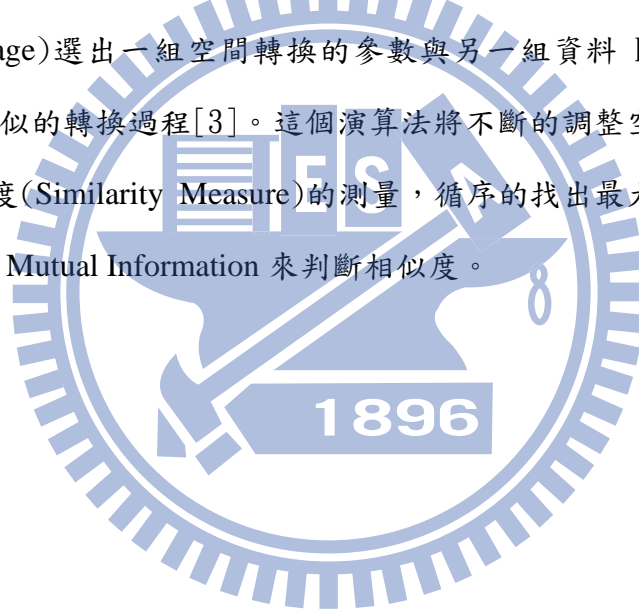 age)選出一組空間轉換的參數與另一組資料
似的轉換過程[3]。這個演算法將不斷的調整空
度(Similarity Measure)的測量，循序的找出最
Mutual Information 來判斷相似度。
E S A
8
1896